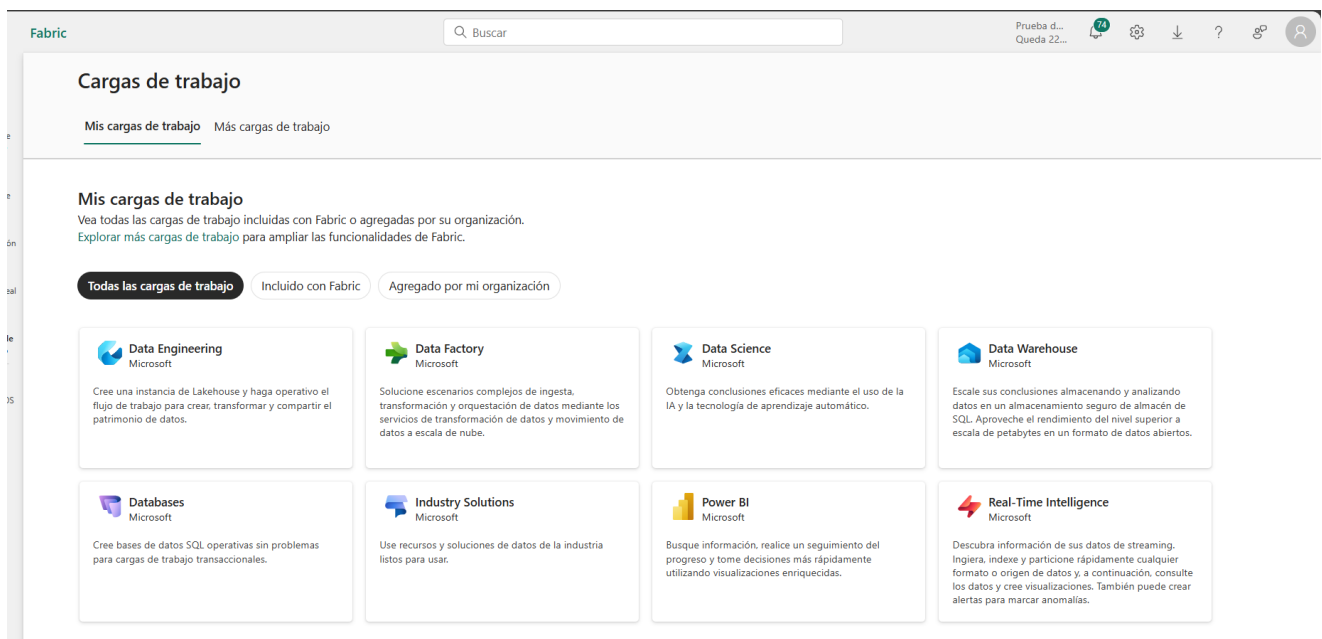 Fabric
Buscar
Prueba d...
Queda 22...
74
?
Cargas de trabajo
Mis cargas de trabajo Más cargas de trabajo
Mis cargas de trabajo
Vea todas las cargas de trabajo incluidas con Fabric o agregadas por su organización.
Explorar más cargas de trabajo para ampliar las funcionalidades de Fabric.
Todas las cargas de trabajo Incluido con Fabric Agregado por mi organización
Data Engineering
Microsoft
Cree una instancia de Lakehouse y haga operativo el
flujo de trabajo para crear, transformar y compartir el
patrimonio de datos.
Data Factory
Microsoft
Solucione escenarios complejos de ingesta,
transformación y orquestación de datos mediante los
servicios de transformación de datos y movimiento de
datos a escala de nube.
Data Science
Microsoft
Obtenga conclusiones eficaces mediante el uso de la
IA y la tecnología de aprendizaje automático.
Data Warehouse
Microsoft
Escale sus conclusiones almacenando y analizando
datos en un almacenamiento seguro de almacén de
SQL. Aproveche el rendimiento del nivel superior a
escala de petabytes en un formato de datos abiertos.
Databases
Microsoft
Cree bases de datos SQL operativas sin problemas
para cargas de trabajo transaccionales.
Industry Solutions
Microsoft
Use recursos y soluciones de datos de la industria
listos para usar.
Power BI
Microsoft
Busque información, realice un seguimiento del
progreso y tome decisiones más rápidamente
utilizando visualizaciones enriquecidas.
Real-Time Intelligence
Microsoft
Descubra información de sus datos de streaming.
Ingiera, indexe y particione rápidamente cualquier
formato o origen de datos y, a continuación, consulte
los datos y cree visualizaciones. También puede crear
alertas para marcar anomalías.